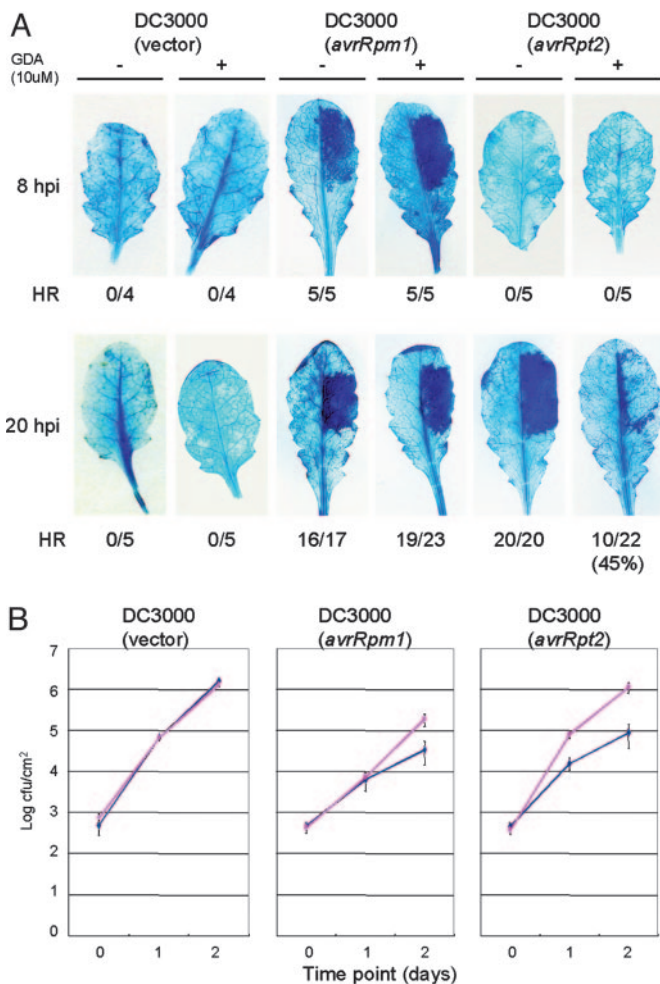 A
DC3000 (vector)
DC3000 (avrRpm1)
DC3000 (avrRpt2)
GDA (10uM)
- + - + - +
8 hpi
HR 0/4 0/4 5/5 5/5 0/5 0/5
20 hpi
HR 0/5 0/5 16/17 19/23 20/20 10/22 (45%)
B
DC3000 (vector)
DC3000 (avrRpm1)
DC3000 (avrRpt2)
Log cfu/cm²
7
6
5
4
3
2
1
0
0 1 2 0 1 2 0 1 2
Time point (days)